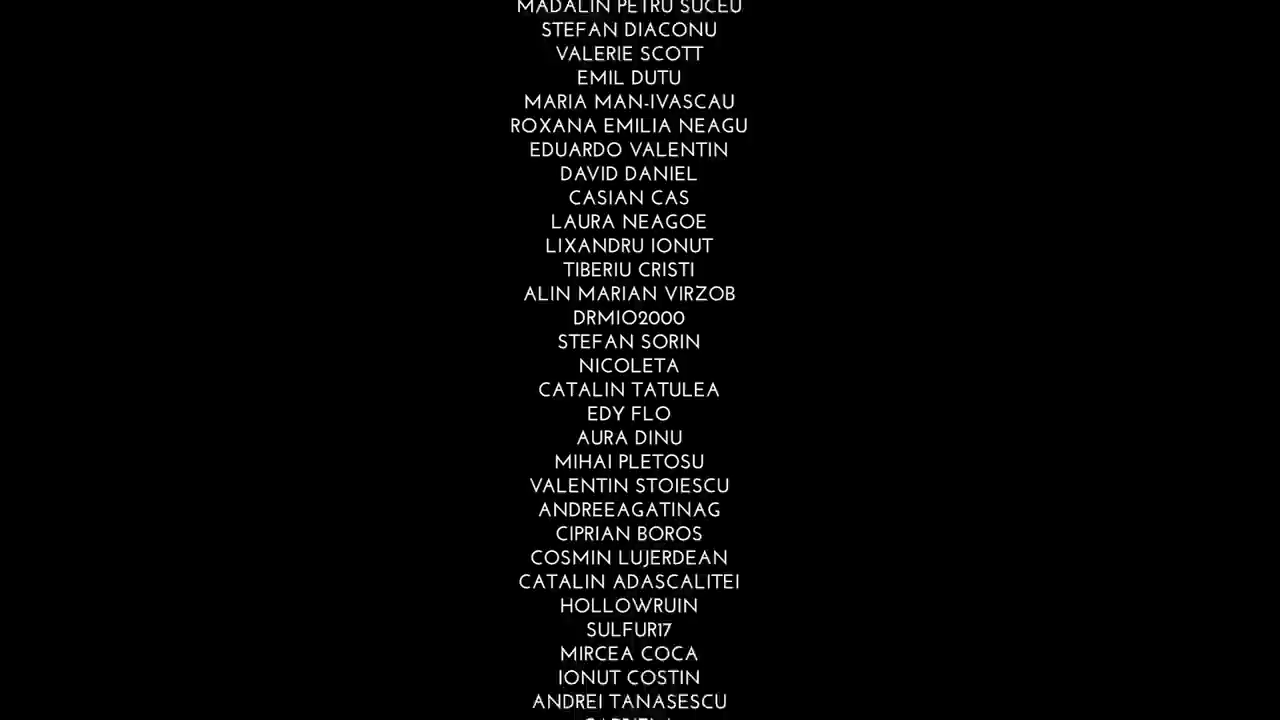 MADALIN PETRU SUCEU
STEFAN DIACONU
VALERIE SCOTT
EMIL DUTU
MARIA MAN-IVASCAU
ROXANA EMILIA NEAGU
EDUARDO VALENTIN
DAVID DANIEL
CASIAN CAS
LAURA NEAGOE
LIXANDRU IONUT
TIBERIU CRISTI
ALIN MARIAN VIRZOB
DRMIO2000
STEFAN SORIN
NICOLETA
CATALIN TATULEA
EDY FLO
AURA DINU
MIHAI PLETOSU
VALENTIN STOIESCU
ANDREEAGATINAG
CIPRIAN BOROS
COSMIN LUJERDEAN
CATALIN ADASCALITEI
HOLLOWRUIN
SULFUR17
MIRCEA COCA
IONUT COSTIN
ANDREI TANASESCU